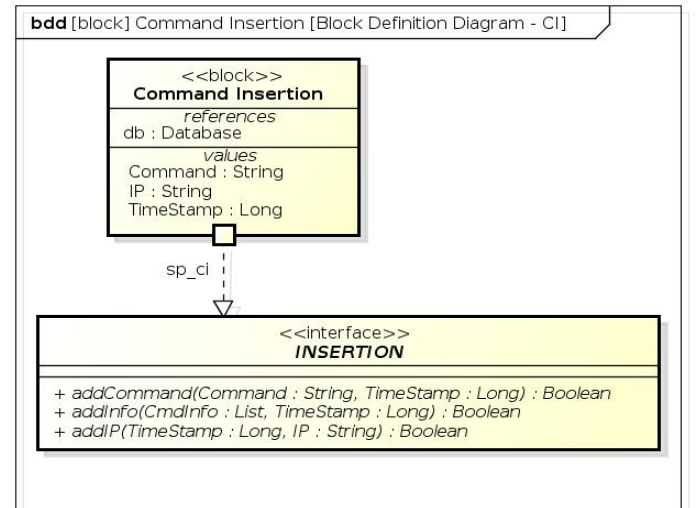 bdd [block] Command Insertion [Block Definition Diagram - CI]
<<block>>
Command Insertion
references
db : Database
values
Command : String
IP : String
TimeStamp : Long
sp_ci
<<interface>>
INSERTION
+ addCommand(Command : String, TimeStamp : Long) : Boolean
+ addInfo(CmdInfo : List, TimeStamp : Long) : Boolean
+ addIP(TimeStamp : Long, IP : String) : Boolean